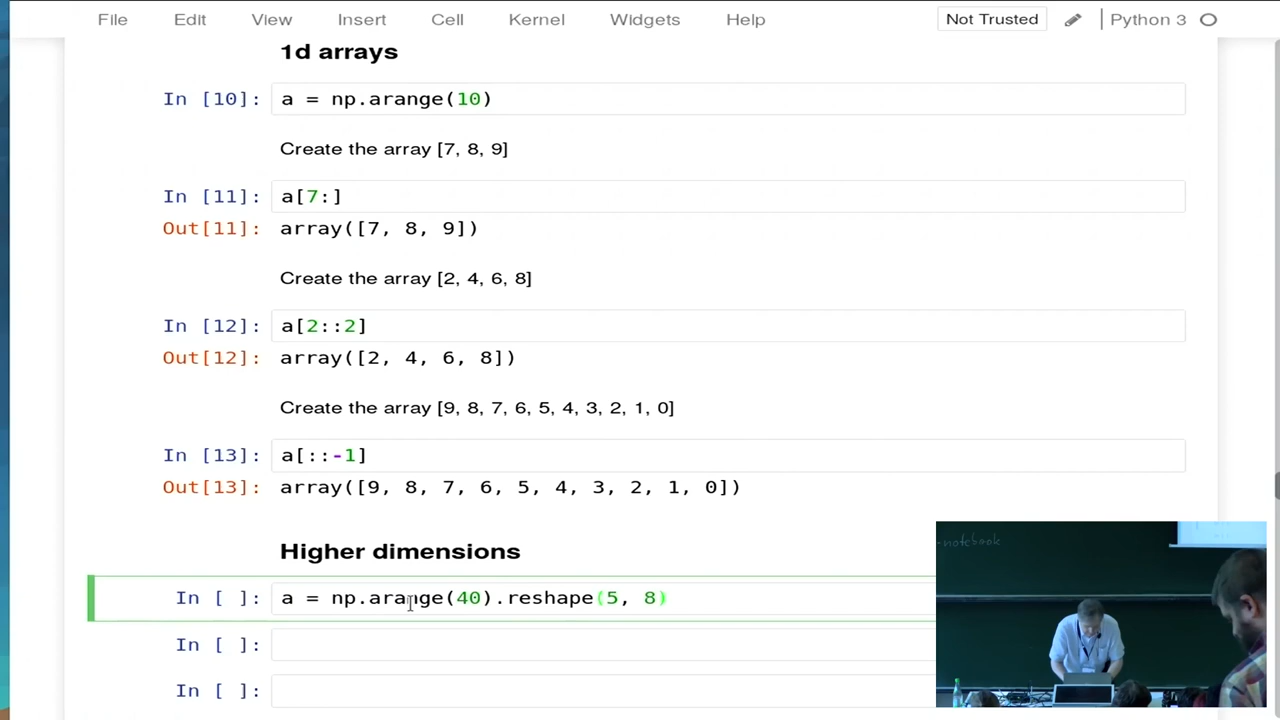 File Edit View Insert Cell Kernel Widgets Help Not Trusted Python 3
1d arrays
In [10]: a = np.arange(10)
Create the array [7, 8, 9]
In [11]: a[7:]
Out[11]: array([7, 8, 9])
Create the array [2, 4, 6, 8]
In [12]: a[2::2]
Out[12]: array([2, 4, 6, 8])
Create the array [9, 8, 7, 6, 5, 4, 3, 2, 1, 0]
In [13]: a[::-1]
Out[13]: array([9, 8, 7, 6, 5, 4, 3, 2, 1, 0])
Higher dimensions
-notebook
In [ ]: a = np.arange(40).reshape(5, 8)
In [ ]:
In [ ]: